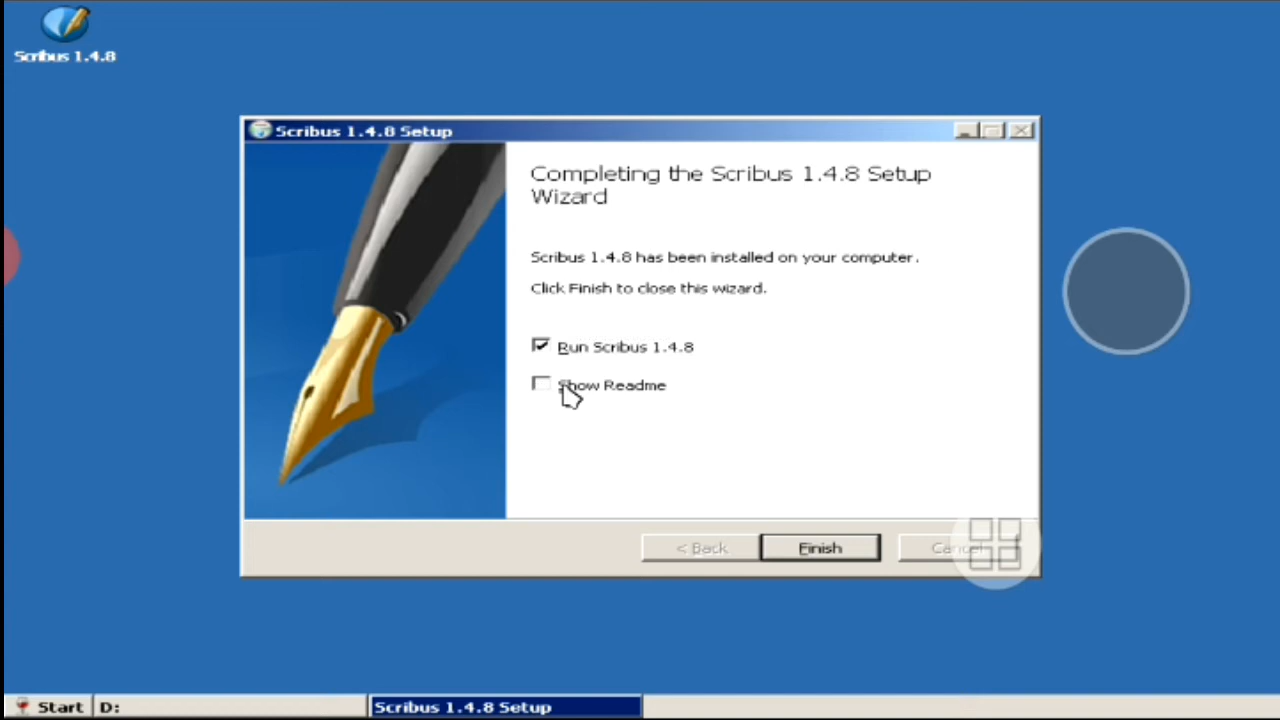 Scribus 1.4.8
Scribus 1.4.8 Setup
Completing the Scribus 1.4.8 Setup
Wizard
Scribus 1.4.8 has been installed on your computer.
Click Finish to close this wizard.
Run Scribus 1.4.8
Show Readme
< Back
Finish
Cancel
Start
D:
Scribus 1.4.8 Setup